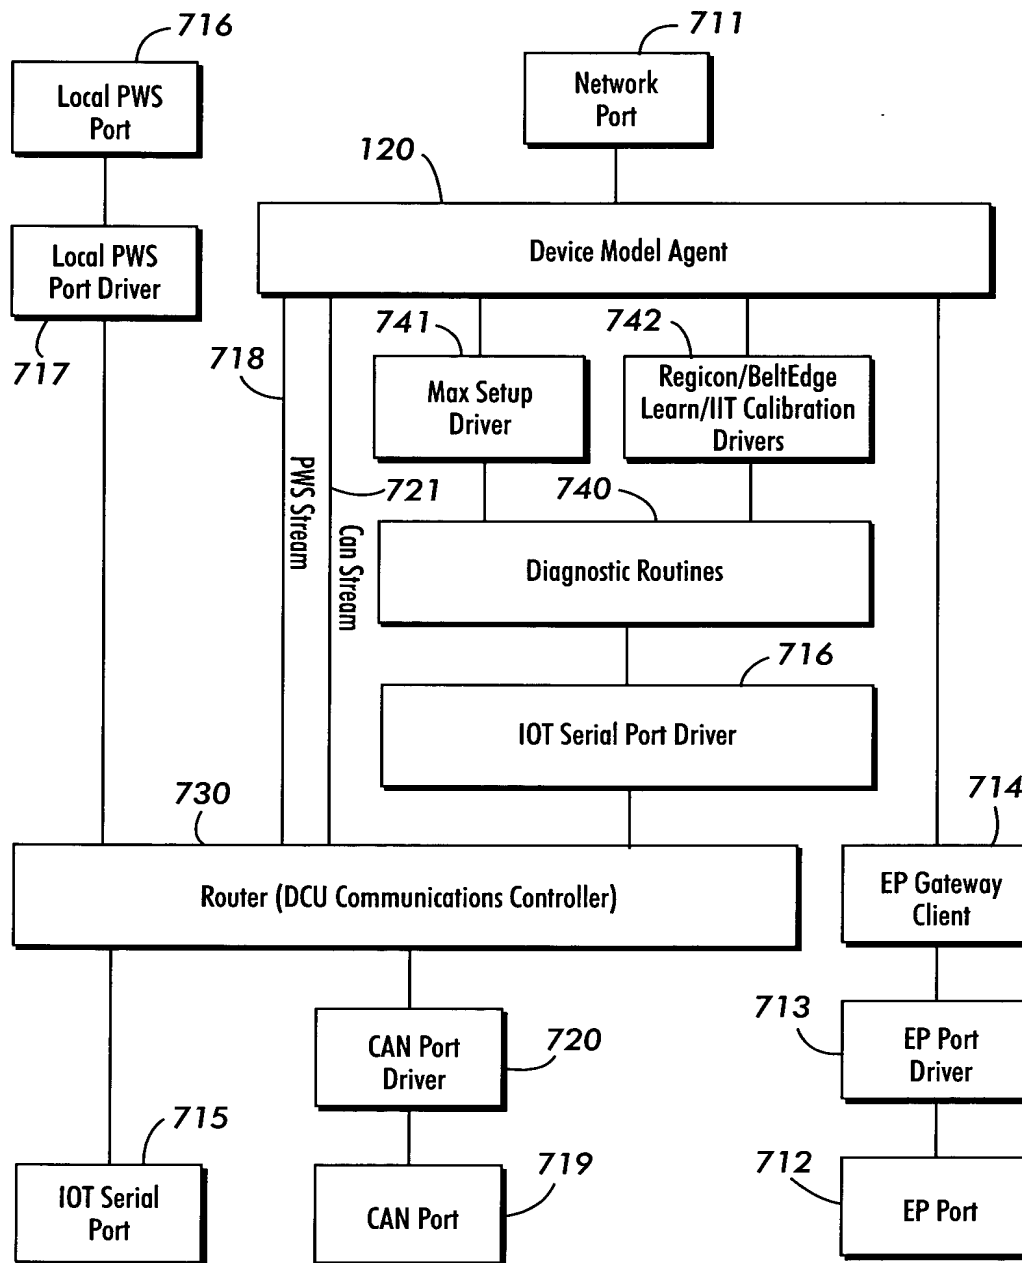 716
711
Local PWS
Port
Network
Port
120
Device Model Agent
Local PWS
Port Driver
717
718
741
742
Max Setup
Driver
Regicon/BeltEdge
Learn/IIT Calibration
Drivers
PWS Stream
721
Can Stream
740
Diagnostic Routines
716
IOT Serial Port Driver
730
714
Router (DCU Communications Controller)
EP Gateway
Client
713
CAN Port
Driver
720
EP Port
Driver
715
719
712
IOT Serial
Port
CAN Port
EP Port